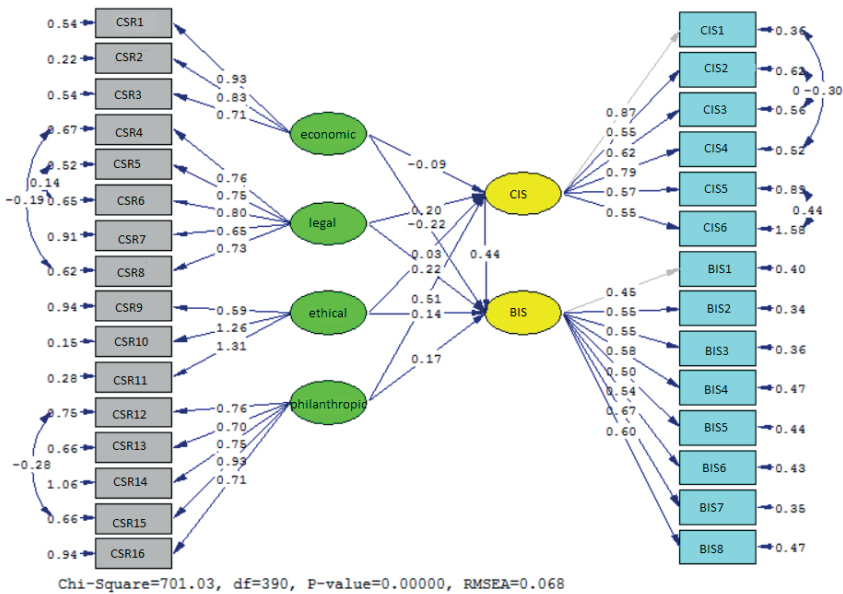 0.54 CSR1
0.22 CSR2
0.54 CSR3
0.67 CSR4
0.52 CSR5
0.14
-0.19
0.65 CSR6
0.91 CSR7
0.62 CSR8
0.94 CSR9
0.15 CSR10
0.28 CSR11
0.75 CSR12
0.66 CSR13
-0.28
1.06 CSR14
0.66 CSR15
0.94 CSR16
0.93
0.83
0.71
0.76
0.75
0.80
0.65
0.73
0.59
1.26
1.31
0.76
0.70
0.75
0.93
0.71
economic
legal
ethical
philanthropic
-0.09
0.20
-0.22
0.03
0.22
0.44
0.51
0.14
0.17
CIS
BIS
0.87
0.55
0.62
0.79
0.57
0.55
0.45
0.55
0.55
0.58
0.50
0.54
0.67
0.60
CIS1 0.36
CIS2 0.62
0 -0.30
CIS3 0.56
CIS4 0.52
CIS5 0.89
0.44
CIS6 1.58
BIS1 0.40
BIS2 0.34
BIS3 0.36
BIS4 0.47
BIS5 0.44
BIS6 0.43
BIS7 0.35
BIS8 0.47
Chi-Square=701.03, df=390, P-value=0.00000, RMSEA=0.068